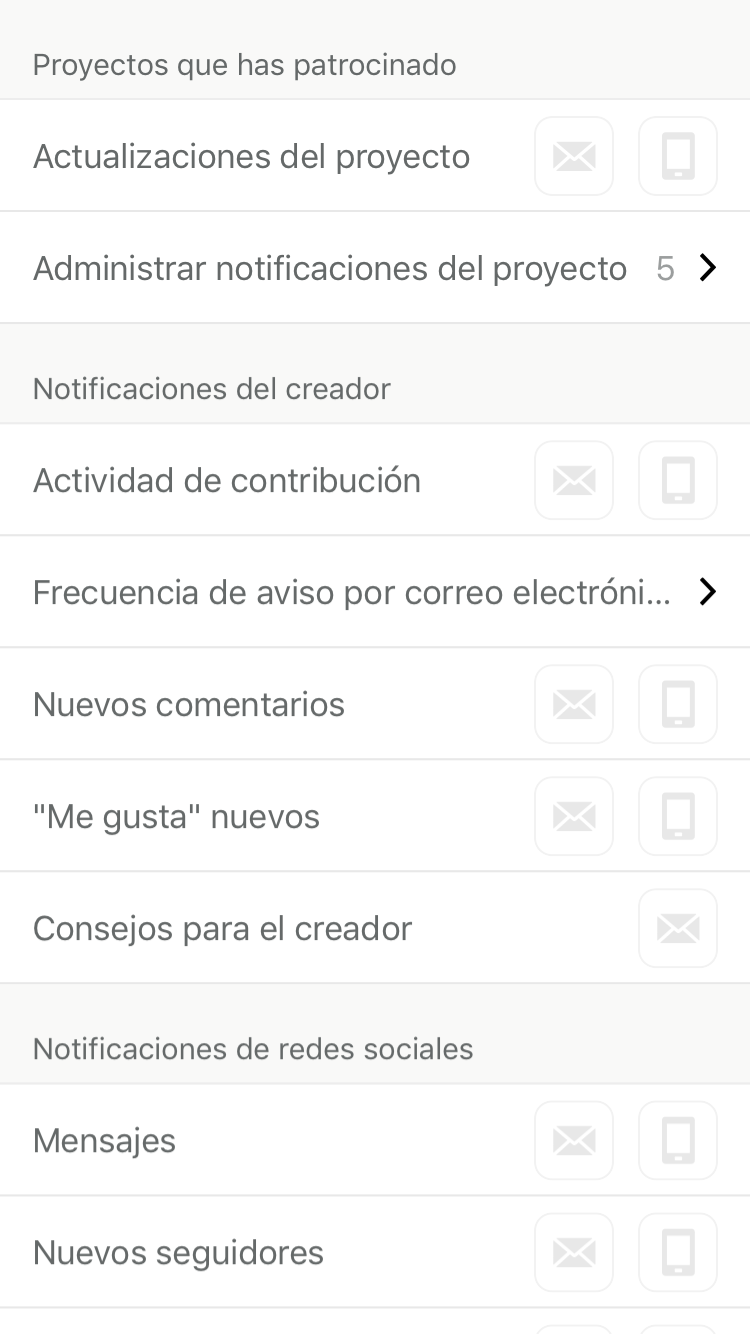 Proyectos que has patrocinado
Actualizaciones del proyecto
Administrar notificaciones del proyecto 5
Notificaciones del creador
Actividad de contribución
Frecuencia de aviso por correo electróni...
Nuevos comentarios
"Me gusta" nuevos
Consejos para el creador
Notificaciones de redes sociales
Mensajes
Nuevos seguidores